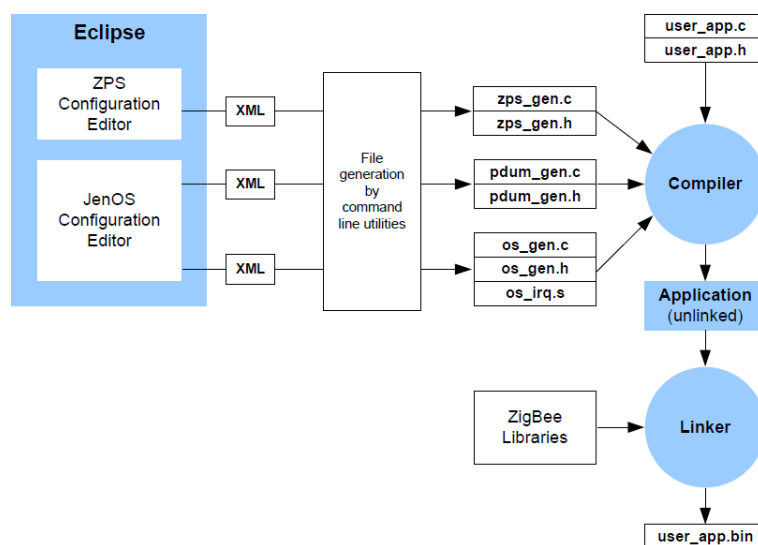 Eclipse
ZPS
Configuration
Editor
JenOS
Configuration
Editor
XML
XML
XML
File
generation
by
command
line utilities
zps_gen.c
zps_gen.h
pdum_gen.c
pdum_gen.h
os_gen.c
os_gen.h
os_irq.s
user_app.c
user_app.h
Compiler
Application
(unlinked)
ZigBee
Libraries
Linker
user_app.bin